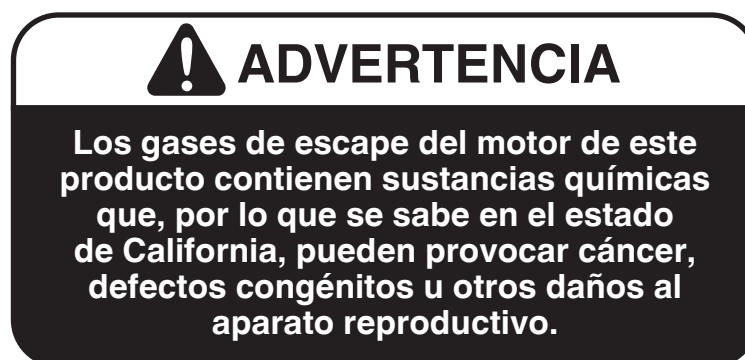 ADVERTENCIA
Los gases de escape del motor de este
producto contienen sustancias químicas
que, por lo que se sabe en el estado
de California, pueden provocar cáncer,
defectos congénitos u otros daños al
aparato reproductivo.